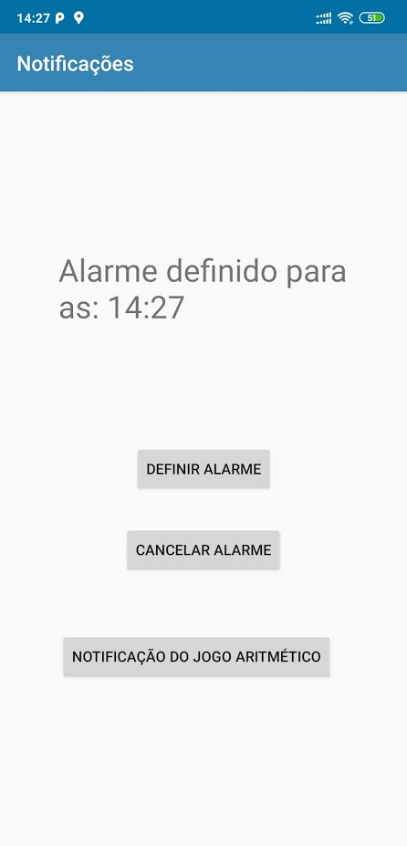 14:27 P
51
Notificações
Alarme definido para
as: 14:27
DEFINIR ALARME
CANCELAR ALARME
NOTIFICAÇÃO DO JOGO ARITMÉTICO